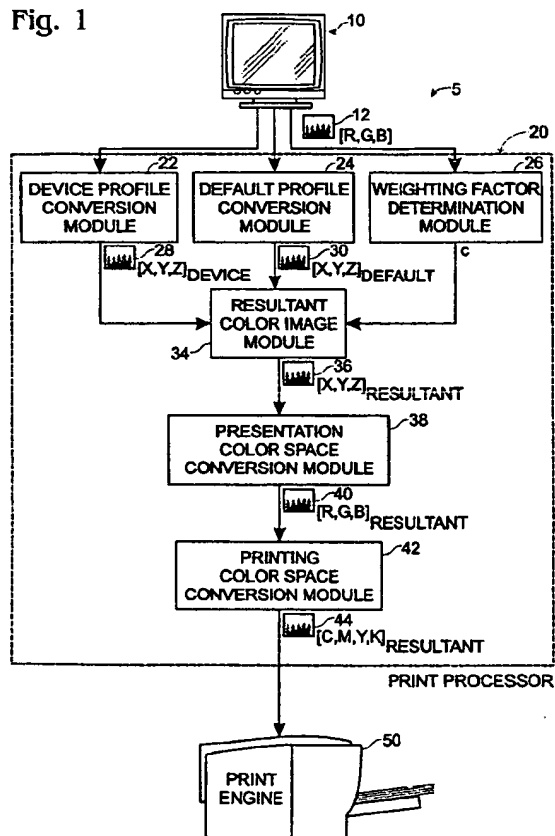 Fig. 1
10
5
12
[R,G,B]
20
22
24
26
DEVICE PROFILE
CONVERSION
MODULE
DEFAULT PROFILE
CONVERSION
MODULE
WEIGHTING FACTOR
DETERMINATION
MODULE
28
[X,Y,Z]DEVICE
30
[X,Y,Z]DEFAULT
c
RESULTANT
COLOR IMAGE
MODULE
34
36
[X,Y,Z]RESULTANT
38
PRESENTATION
COLOR SPACE
CONVERSION MODULE
40
[R,G,B]RESULTANT
42
PRINTING
COLOR SPACE
CONVERSION MODULE
44
[C,M,Y,K]RESULTANT
PRINT PROCESSOR
50
PRINT
ENGINE